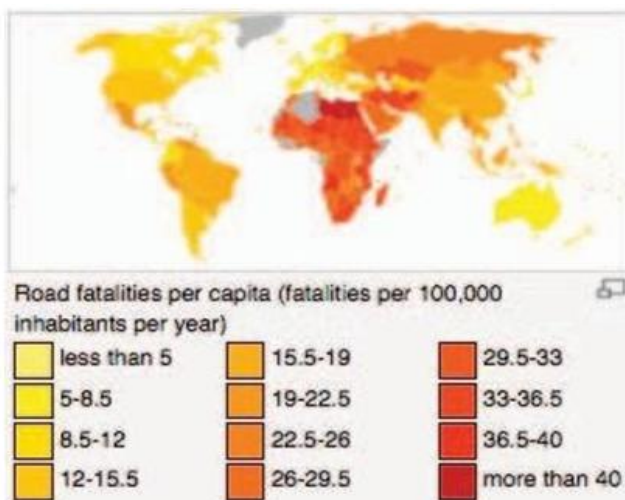 Road fatalities per capita (fatalities per 100,000
inhabitants per year)
less than 5
5-8.5
8.5-12
12-15.5
15.5-19
19-22.5
22.5-26
26-29.5
29.5-33
33-36.5
36.5-40
more than 40